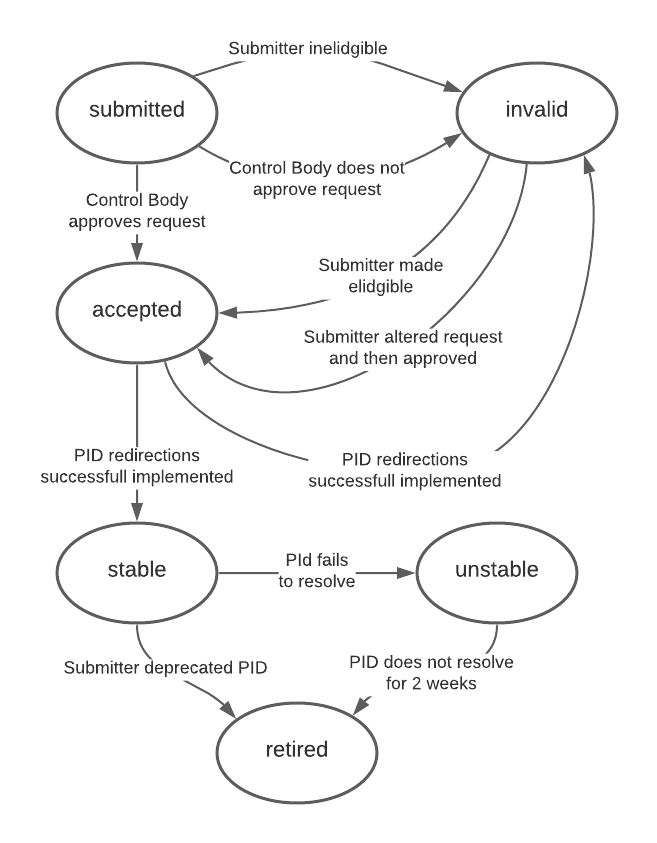 Submitter inelidgible
submitted
invalid
Control Body does not
approve request
Control Body
approves request
Submitter made
elidgible
accepted
Submitter altered request
and then approved
PID redirections
successfull implemented
PID redirections
successfull implemented
stable
PId fails
to resolve
unstable
Submitter deprecated PID
PID does not resolve
for 2 weeks
retired